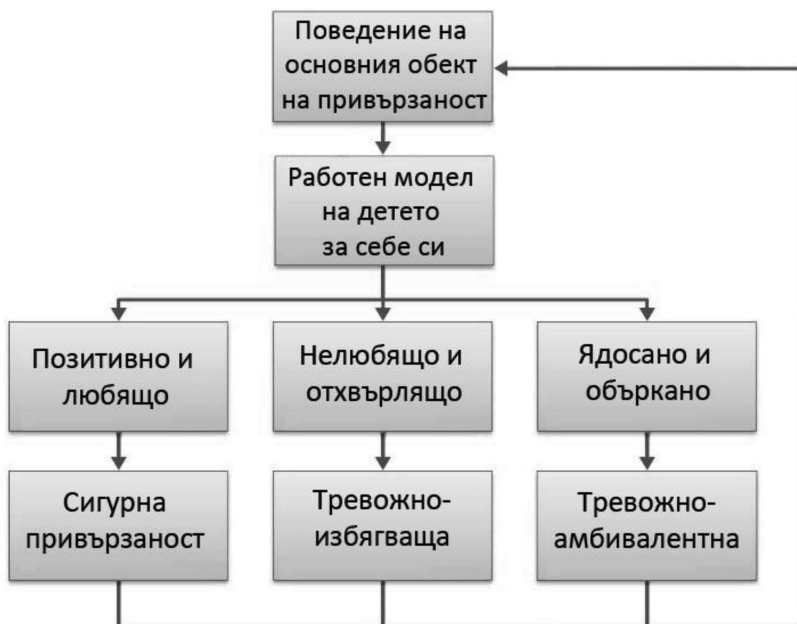 Поведение на
основния обект
на привързаност
Работен модел
на детето
за себе си
Позитивно и
любящо
Нелюбящо и
отхвърлящо
Ядосано и
объркано
Сигурна
привързаност
Тревожно-
избягваща
Тревожно-
амбивалентна